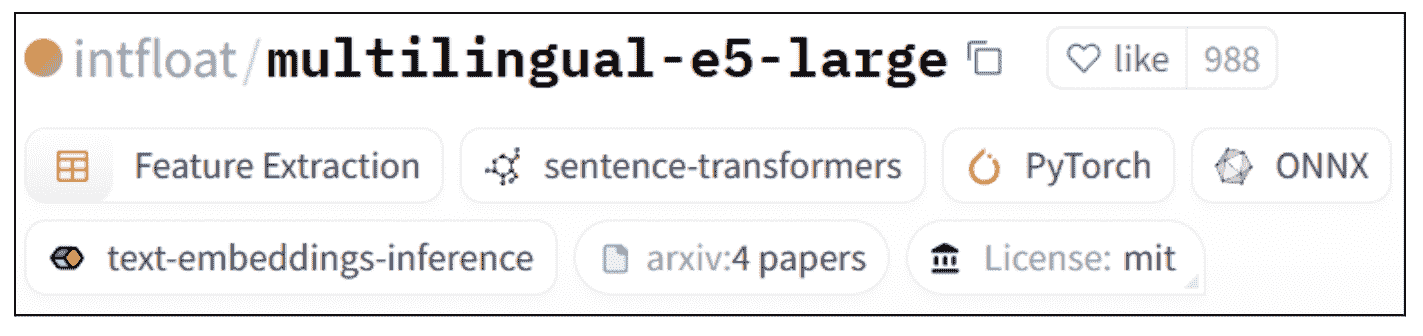 intfloat/multilingual-e5-large like 988
Feature Extraction sentence-transformers PyTorch ONNX
text-embeddings-inference arxiv:4 papers License: mit